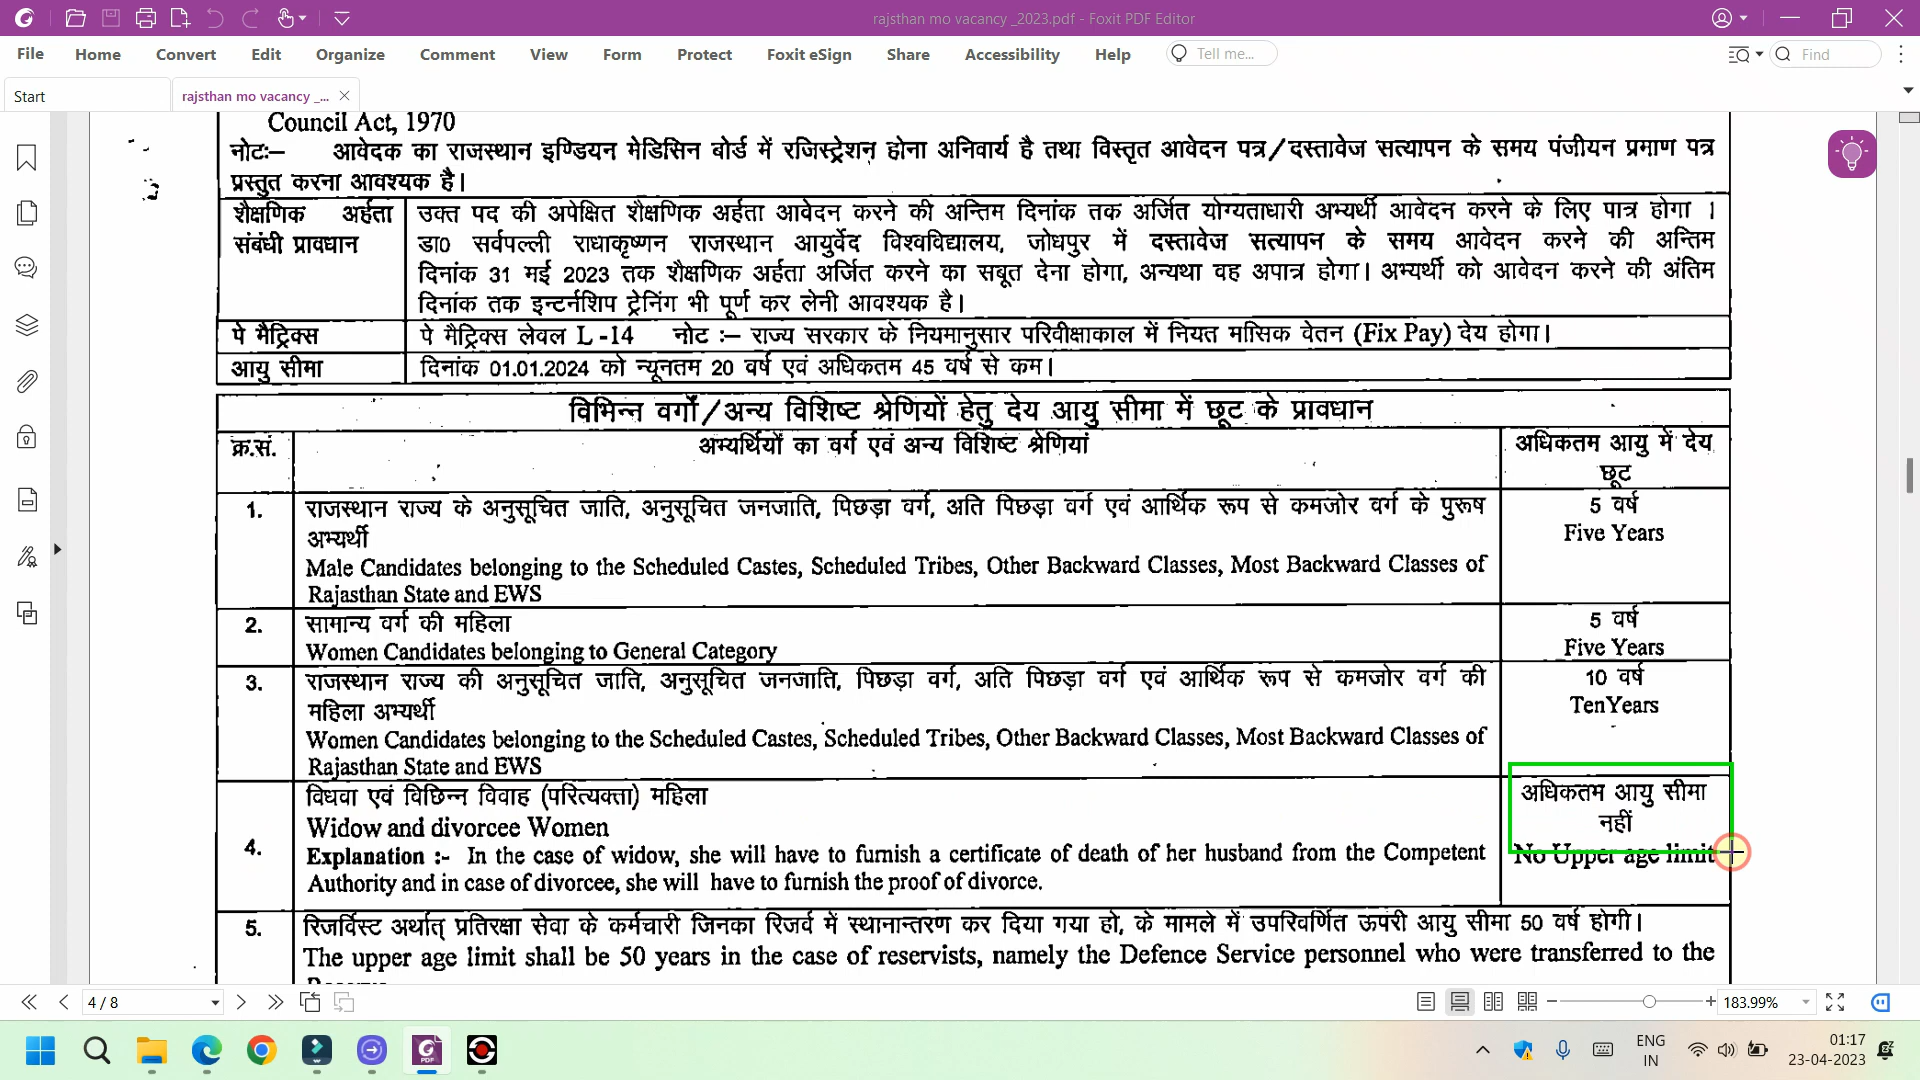 rajsthan mo vacancy _2023.pdf - Foxit PDF Editor
File Home Convert Edit Organize Comment View Form Protect Foxit eSign Share Accessibility Help Tell me... Find
Start rajsthan mo vacancy _...
Council Act, 1970
नोटः— आवेदक का राजस्थान इण्डियन मेडिसिन बोर्ड में रजिस्ट्रेशन होना अनिवार्य है तथा विस्तृत आवेदन पत्र/दस्तावेज सत्यापन के समय पंजीयन प्रमाण पत्र
प्रस्तुत करना आवश्यक है।
शैक्षणिक अर्हता उक्त पद की अपेक्षित शैक्षणिक अर्हता आवेदन करने की अन्तिम दिनांक तक अर्जित योग्यताधारी अभ्यर्थी आवेदन करने के लिए पात्र होगा ।
संबंधी प्रावधान डा0 सर्वपल्ली राधाकृष्णन राजस्थान आयुर्वेद विश्वविद्यालय, जोधपुर में दस्तावेज सत्यापन के समय आवेदन करने की अन्तिम
दिनांक 31 मई 2023 तक शैक्षणिक अर्हता अर्जित करने का सबूत देना होगा, अन्यथा वह अपात्र होगा। अभ्यर्थी को आवेदन करने की अंतिम
दिनांक तक इन्टर्नशिप ट्रेनिंग भी पूर्ण कर लेनी आवश्यक है।
पे मैट्रिक्स पे मैट्रिक्स लेवल L -14 नोट :— राज्य सरकार के नियमानुसार परिवीक्षाकाल में नियत मासिक वेतन (Fix Pay) देय होगा।
आयु सीमा दिनांक 01.01.2024 को न्यूनतम 20 वर्ष एवं अधिकतम 45 वर्ष से कम।
विभिन्न वर्गों/अन्य विशिष्ट श्रेणियों हेतु देय आयु सीमा में छूट के प्रावधान
क्र.सं. अभ्यर्थियों का वर्ग एवं अन्य विशिष्ट श्रेणियां अधिकतम आयु में देय
छूट
1. राजस्थान राज्य के अनुसूचित जाति, अनुसूचित जनजाति, पिछड़ा वर्ग, अति पिछड़ा वर्ग एवं आर्थिक रूप से कमजोर वर्ग के पुरूष 5 वर्ष
अभ्यर्थी Five Years
Male Candidates belonging to the Scheduled Castes, Scheduled Tribes, Other Backward Classes, Most Backward Classes of
Rajasthan State and EWS
2. सामान्य वर्ग की महिला 5 वर्ष
Women Candidates belonging to General Category Five Years
3. राजस्थान राज्य की अनुसूचित जाति, अनुसूचित जनजाति, पिछड़ा वर्ग, अति पिछड़ा वर्ग एवं आर्थिक रूप से कमजोर वर्ग की 10 वर्ष
महिला अभ्यर्थी TenYears
Women Candidates belonging to the Scheduled Castes, Scheduled Tribes, Other Backward Classes, Most Backward Classes of
Rajasthan State and EWS
विधवा एवं विछिन्न विवाह (परित्यक्ता) महिला अधिकतम आयु सीमा
Widow and divorcee Women नहीं
4. Explanation :- In the case of widow, she will have to furnish a certificate of death of her husband from the Competent No Upper age limit
Authority and in case of divorcee, she will have to furnish the proof of divorce.
5. रिजर्विस्ट अर्थात् प्रतिरक्षा सेवा के कर्मचारी जिनका रिजर्व में स्थानान्तरण कर दिया गया हो, के मामले में उपरिवर्णित ऊपरी आयु सीमा 50 वर्ष होगी।
The upper age limit shall be 50 years in the case of reservists, namely the Defence Service personnel who were transferred to the
4 / 8 183.99%
ENG 01:17
IN 23-04-2023